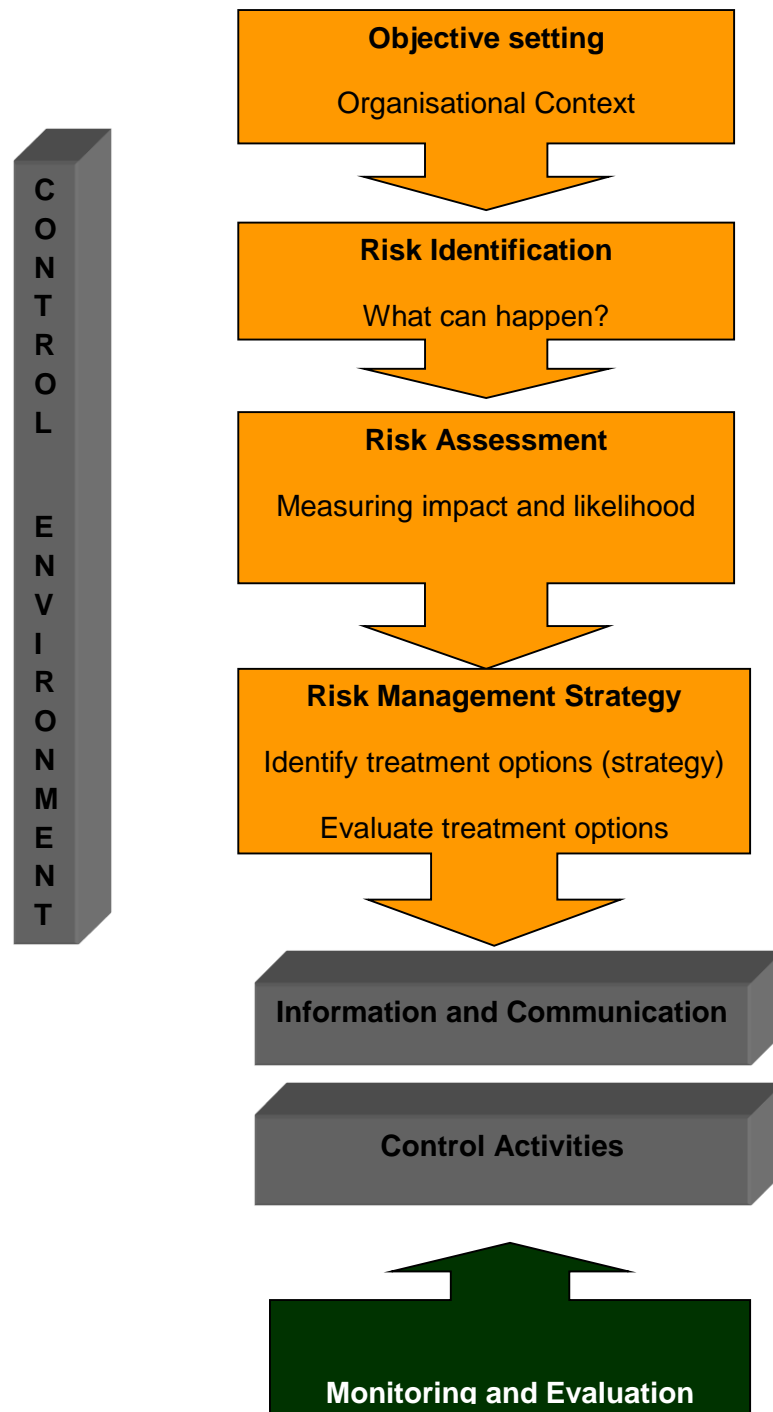 Objective setting
Organisational Context
CONTROL ENVIRONMENT
Risk Identification
What can happen?
Risk Assessment
Measuring impact and likelihood
Risk Management Strategy
Identify treatment options (strategy)
Evaluate treatment options
Information and Communication
Control Activities
Monitoring and Evaluation